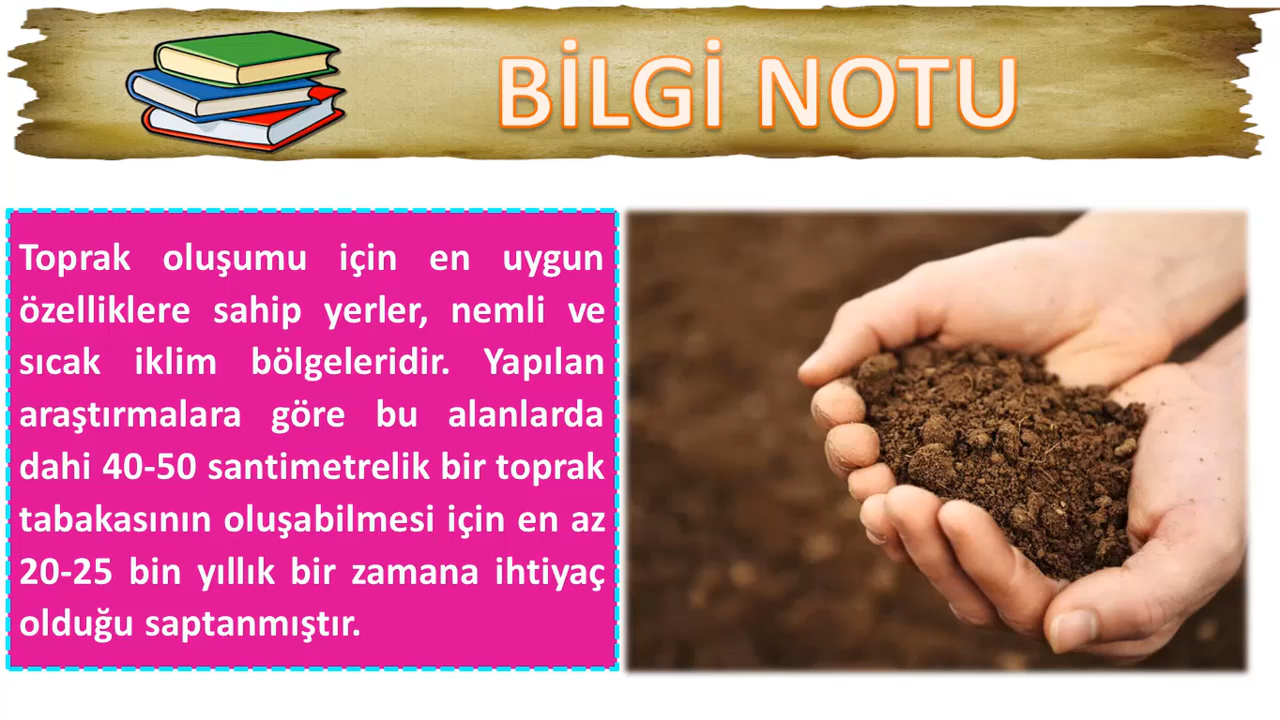 BİLGİ NOTU
Toprak oluşumu için en uygun
özelliklere sahip yerler, nemli ve
sıcak iklim bölgeleridir. Yapılan
araştırmalara göre bu alanlarda
dahi 40-50 santimetrelik bir toprak
tabakasının oluşabilmesi için en az
20-25 bin yıllık bir zamana ihtiyaç
olduğu saptanmıştır.